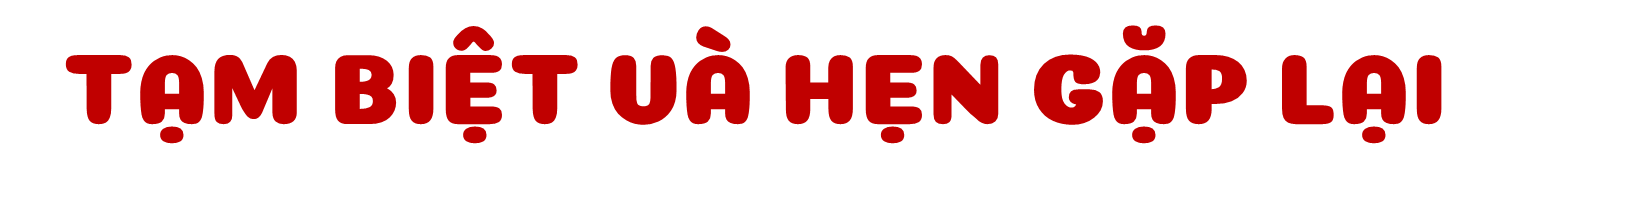 TẠM BIỆT VÀ HẸN GẶP LẠI